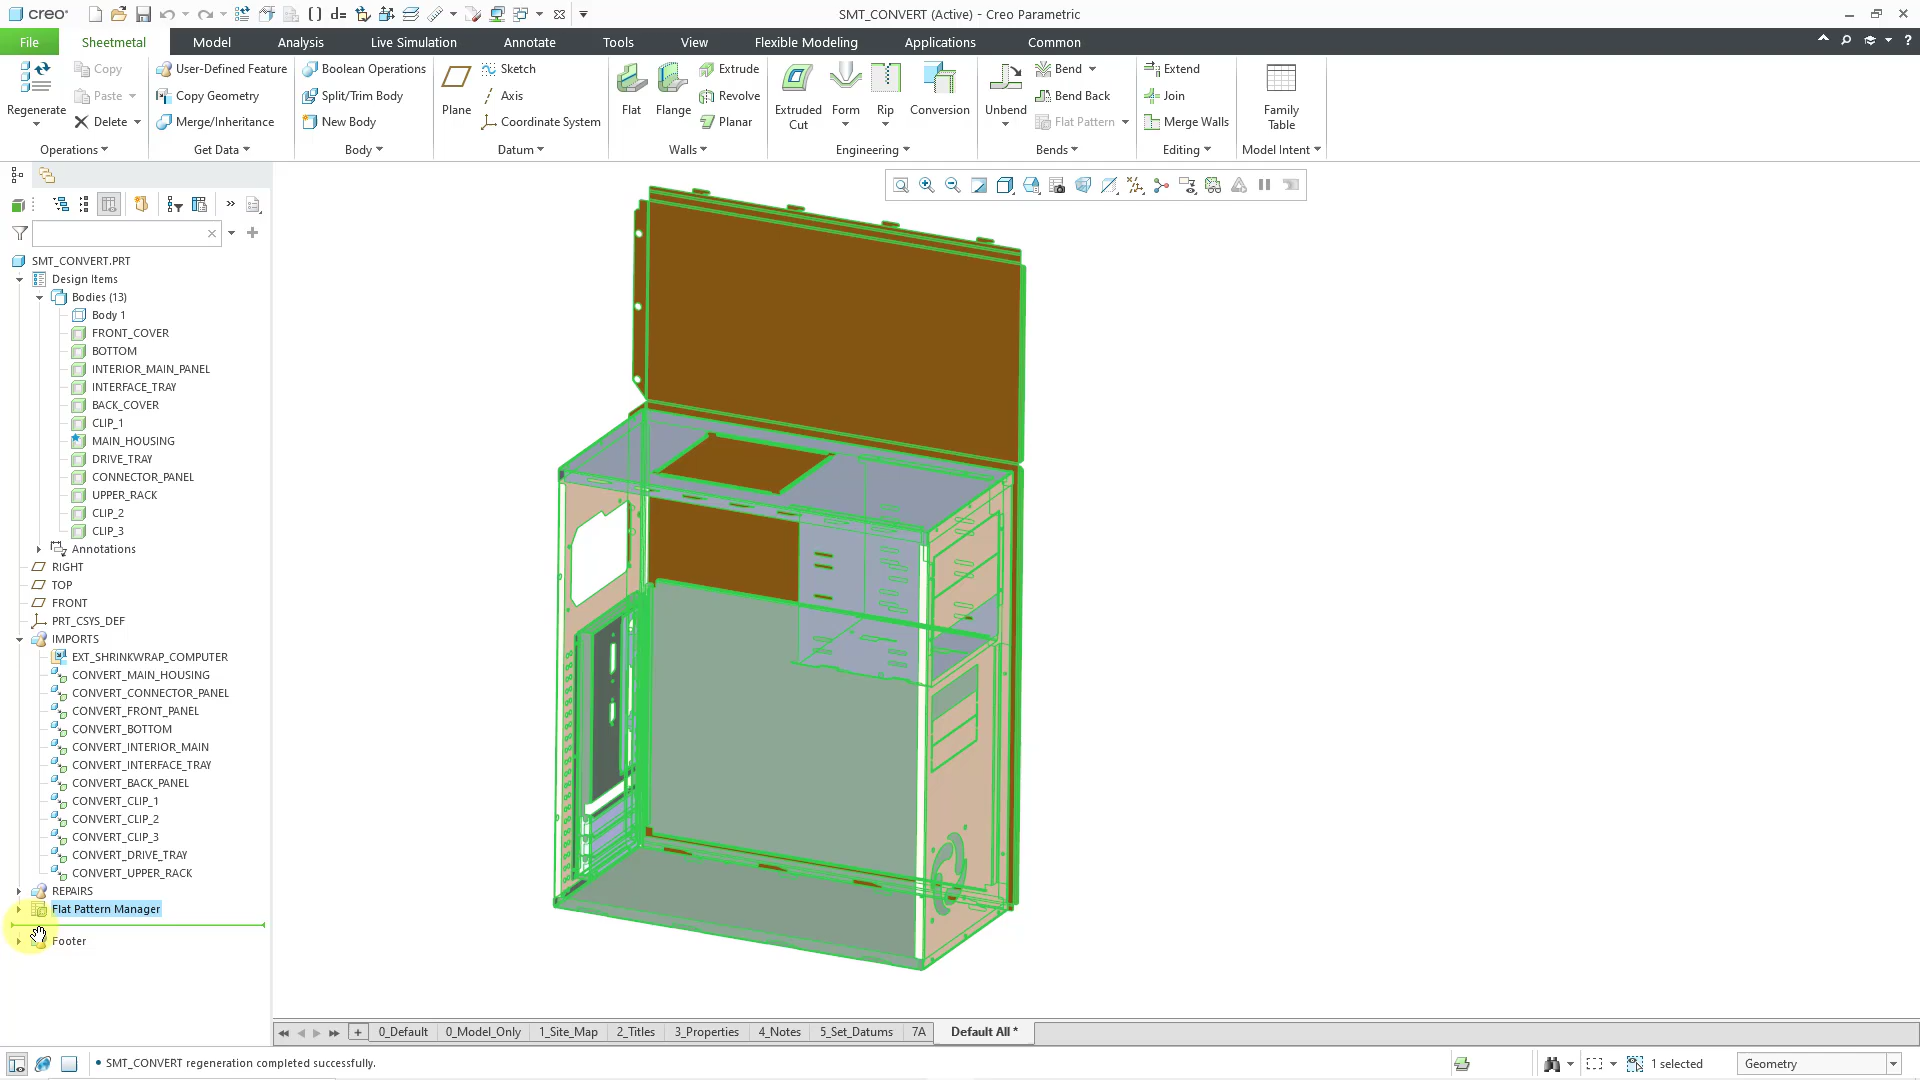 creo
d=
SMT_CONVERT (Active) - Creo Parametric
File
Sheetmetal
Model
Analysis
Live Simulation
Annotate
Tools
View
Flexible Modeling
Applications
Common
Regenerate
Copy
Paste
Delete
Operations
User-Defined Feature
Copy Geometry
Merge/Inheritance
Get Data
Boolean Operations
Split/Trim Body
New Body
Body
Plane
Sketch
Axis
Coordinate System
Datum
Flat
Flange
Extrude
Revolve
Planar
Walls
Extruded
Cut
Form
Rip
Conversion
Engineering
Unbend
Bend
Bend Back
Flat Pattern
Bends
Extend
Join
Merge Walls
Editing
Family
Table
Model Intent
SMT_CONVERT.PRT
Design Items
Bodies (13)
Body 1
FRONT_COVER
BOTTOM
INTERIOR_MAIN_PANEL
INTERFACE_TRAY
BACK_COVER
CLIP_1
MAIN_HOUSING
DRIVE_TRAY
CONNECTOR_PANEL
UPPER_RACK
CLIP_2
CLIP_3
Annotations
RIGHT
TOP
FRONT
PRT_CSYS_DEF
IMPORTS
EXT_SHRINKWRAP_COMPUTER
CONVERT_MAIN_HOUSING
CONVERT_CONNECTOR_PANEL
CONVERT_FRONT_PANEL
CONVERT_BOTTOM
CONVERT_INTERIOR_MAIN
CONVERT_INTERFACE_TRAY
CONVERT_BACK_PANEL
CONVERT_CLIP_1
CONVERT_CLIP_2
CONVERT_CLIP_3
CONVERT_DRIVE_TRAY
CONVERT_UPPER_RACK
REPAIRS
Flat Pattern Manager
Footer
0_Default
0_Model_Only
1_Site_Map
2_Titles
3_Properties
4_Notes
5_Set_Datums
7A
Default All *
• SMT_CONVERT regeneration completed successfully.
1 selected
Geometry